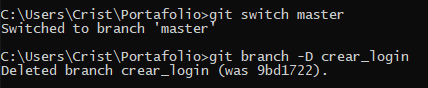 C:\Users\Crist\Portafolio>git switch master
Switched to branch 'master'
C:\Users\Crist\Portafolio>git branch -D crear_login
Deleted branch crear_login (was 9bd1722).